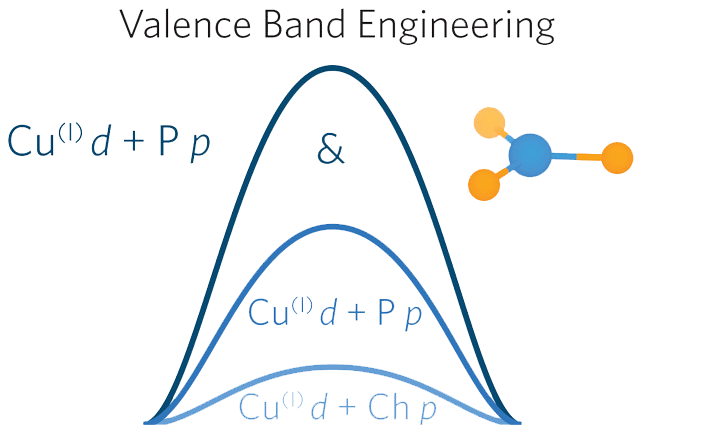 Valence Band Engineering
Cu⁽ᴵ⁾ d + P p
&
Cu⁽ᴵ⁾ d + P p
Cu⁽ᴵ⁾ d + Ch p